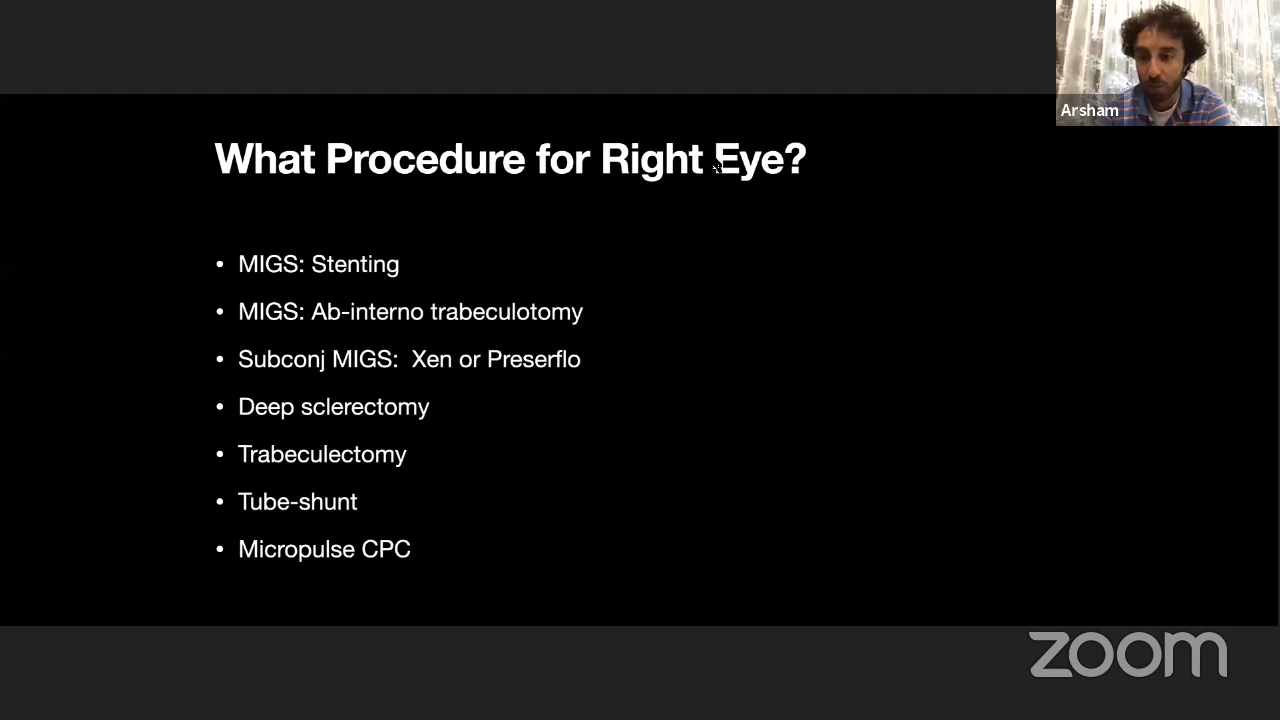 Arsham
What Procedure for Right Eye?
• MIGS: Stenting
• MIGS: Ab-interno trabeculotomy
• Subconj MIGS:  Xen or Preserflo
• Deep sclerectomy
• Trabeculectomy
• Tube-shunt
• Micropulse CPC
zoom